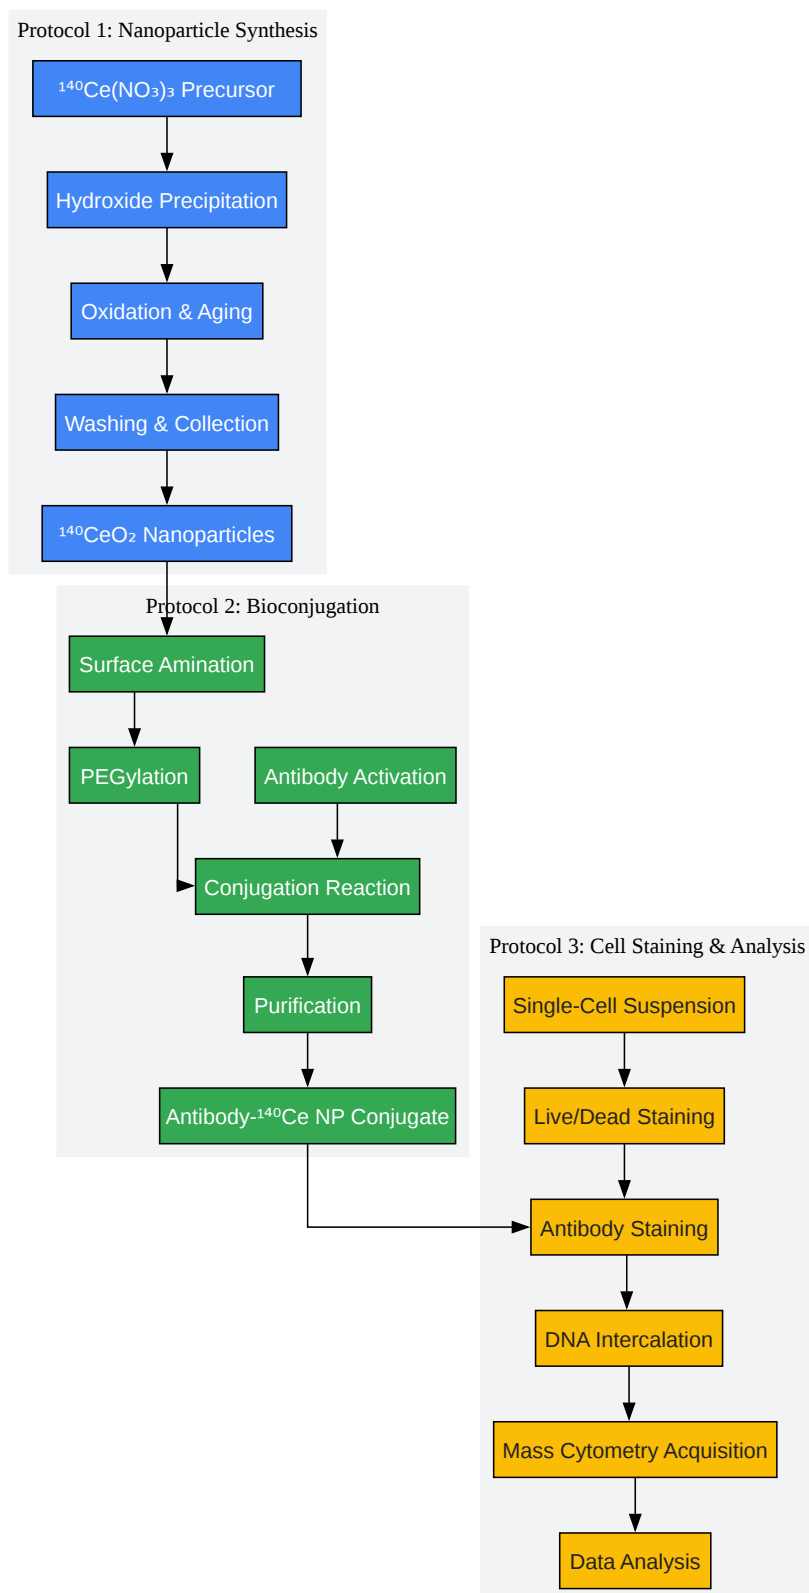 Protocol 1: Nanoparticle Synthesis
¹⁴⁰Ce(NO₃)₃ Precursor
Hydroxide Precipitation
Oxidation & Aging
Washing & Collection
¹⁴⁰CeO₂ Nanoparticles
Protocol 2: Bioconjugation
Surface Amination
PEGylation
Antibody Activation
Conjugation Reaction
Purification
Antibody-¹⁴⁰Ce NP Conjugate
Protocol 3: Cell Staining & Analysis
Single-Cell Suspension
Live/Dead Staining
Antibody Staining
DNA Intercalation
Mass Cytometry Acquisition
Data Analysis